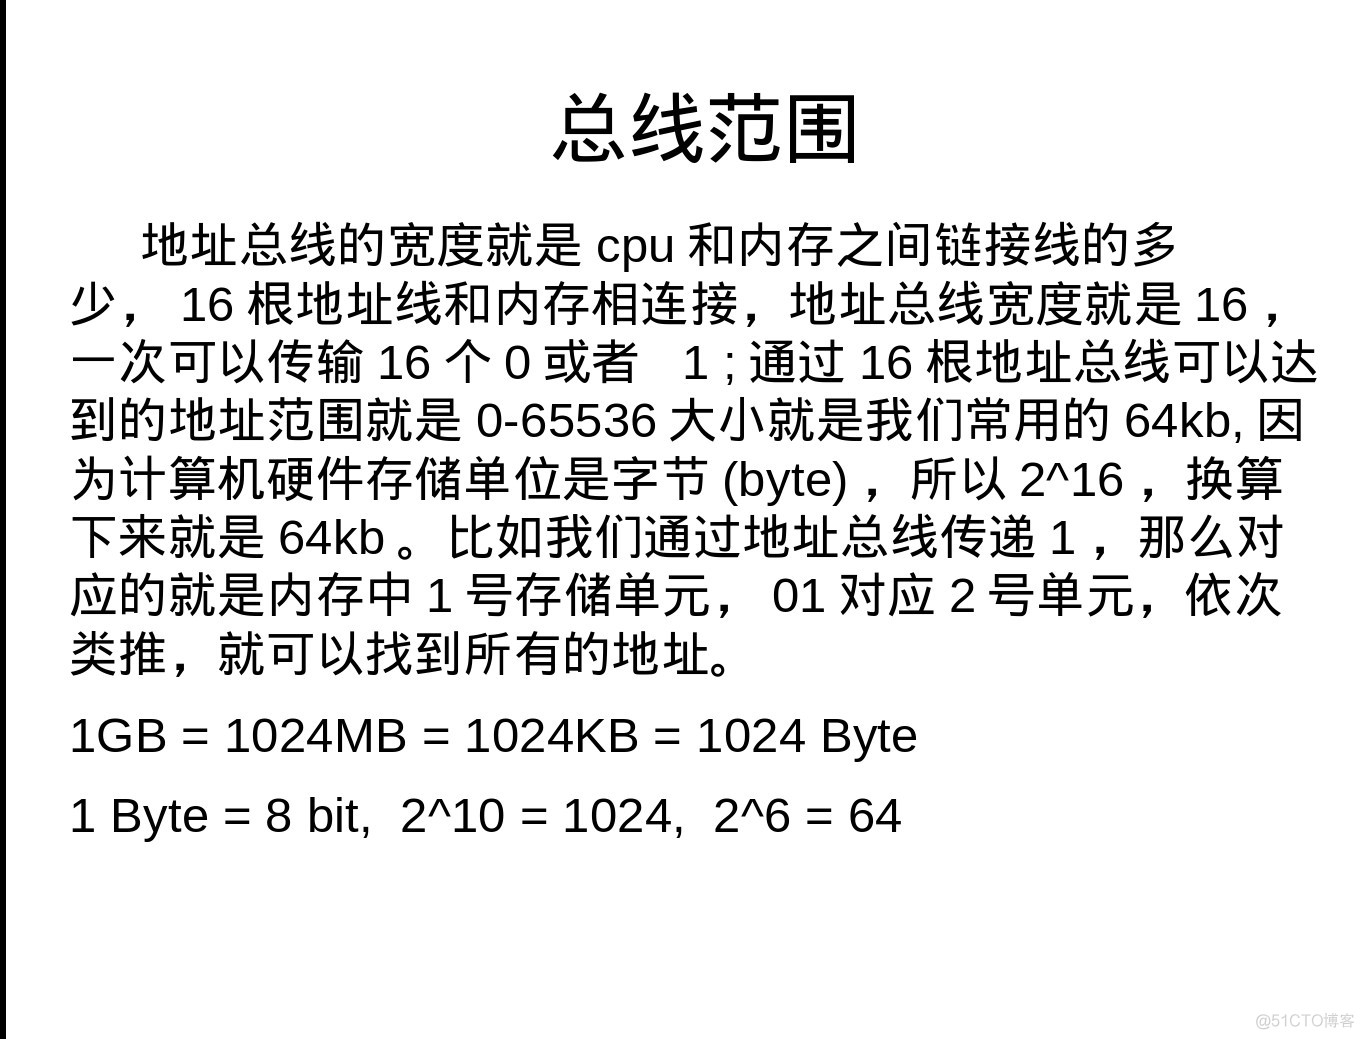 总线范围
地址总线的宽度就是 cpu 和内存之间链接线的多
少， 16 根地址线和内存相连接，地址总线宽度就是 16 ，
一次可以传输 16 个 0 或者 1 ; 通过 16 根地址总线可以达
到的地址范围就是 0-65536 大小就是我们常用的 64kb, 因
为计算机硬件存储单位是字节 (byte) ，所以 2^16 ，换算
下来就是 64kb 。比如我们通过地址总线传递 1 ，那么对
应的就是内存中 1 号存储单元， 01 对应 2 号单元，依次
类推，就可以找到所有的地址。
1GB = 1024MB = 1024KB = 1024 Byte
1 Byte = 8 bit, 2^10 = 1024, 2^6 = 64
@51CTO博客